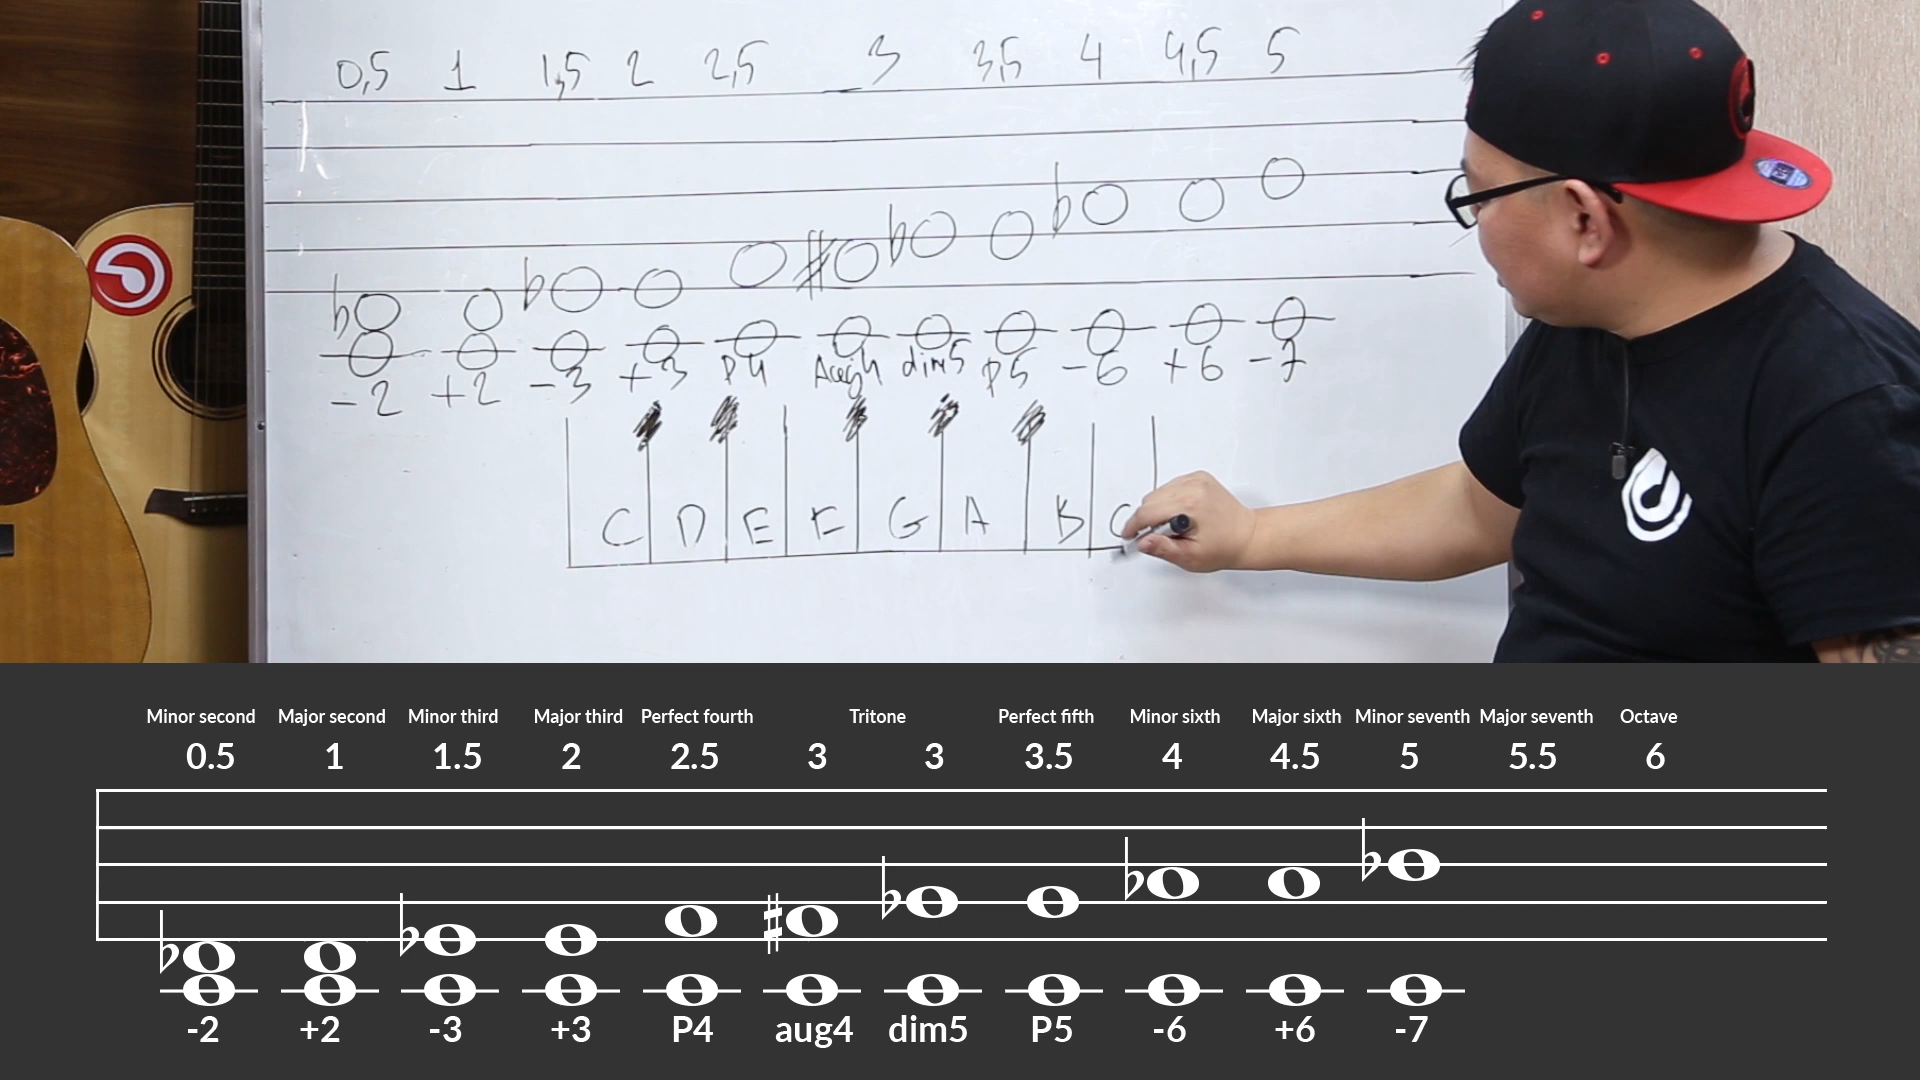 0,5 1 1,5 2 2,5 3 3,5 4 4,5 5
-2 +2 -3 +3 P4 Aug4 dim5 P5 -6 +6 -7
C D E F G A B C
Minor second Major second Minor third Major third Perfect fourth Tritone Perfect fifth Minor sixth Major sixth Minor seventh Major seventh Octave
0.5 1 1.5 2 2.5 3 3 3.5 4 4.5 5 5.5 6
-2 +2 -3 +3 P4 aug4 dim5 P5 -6 +6 -7